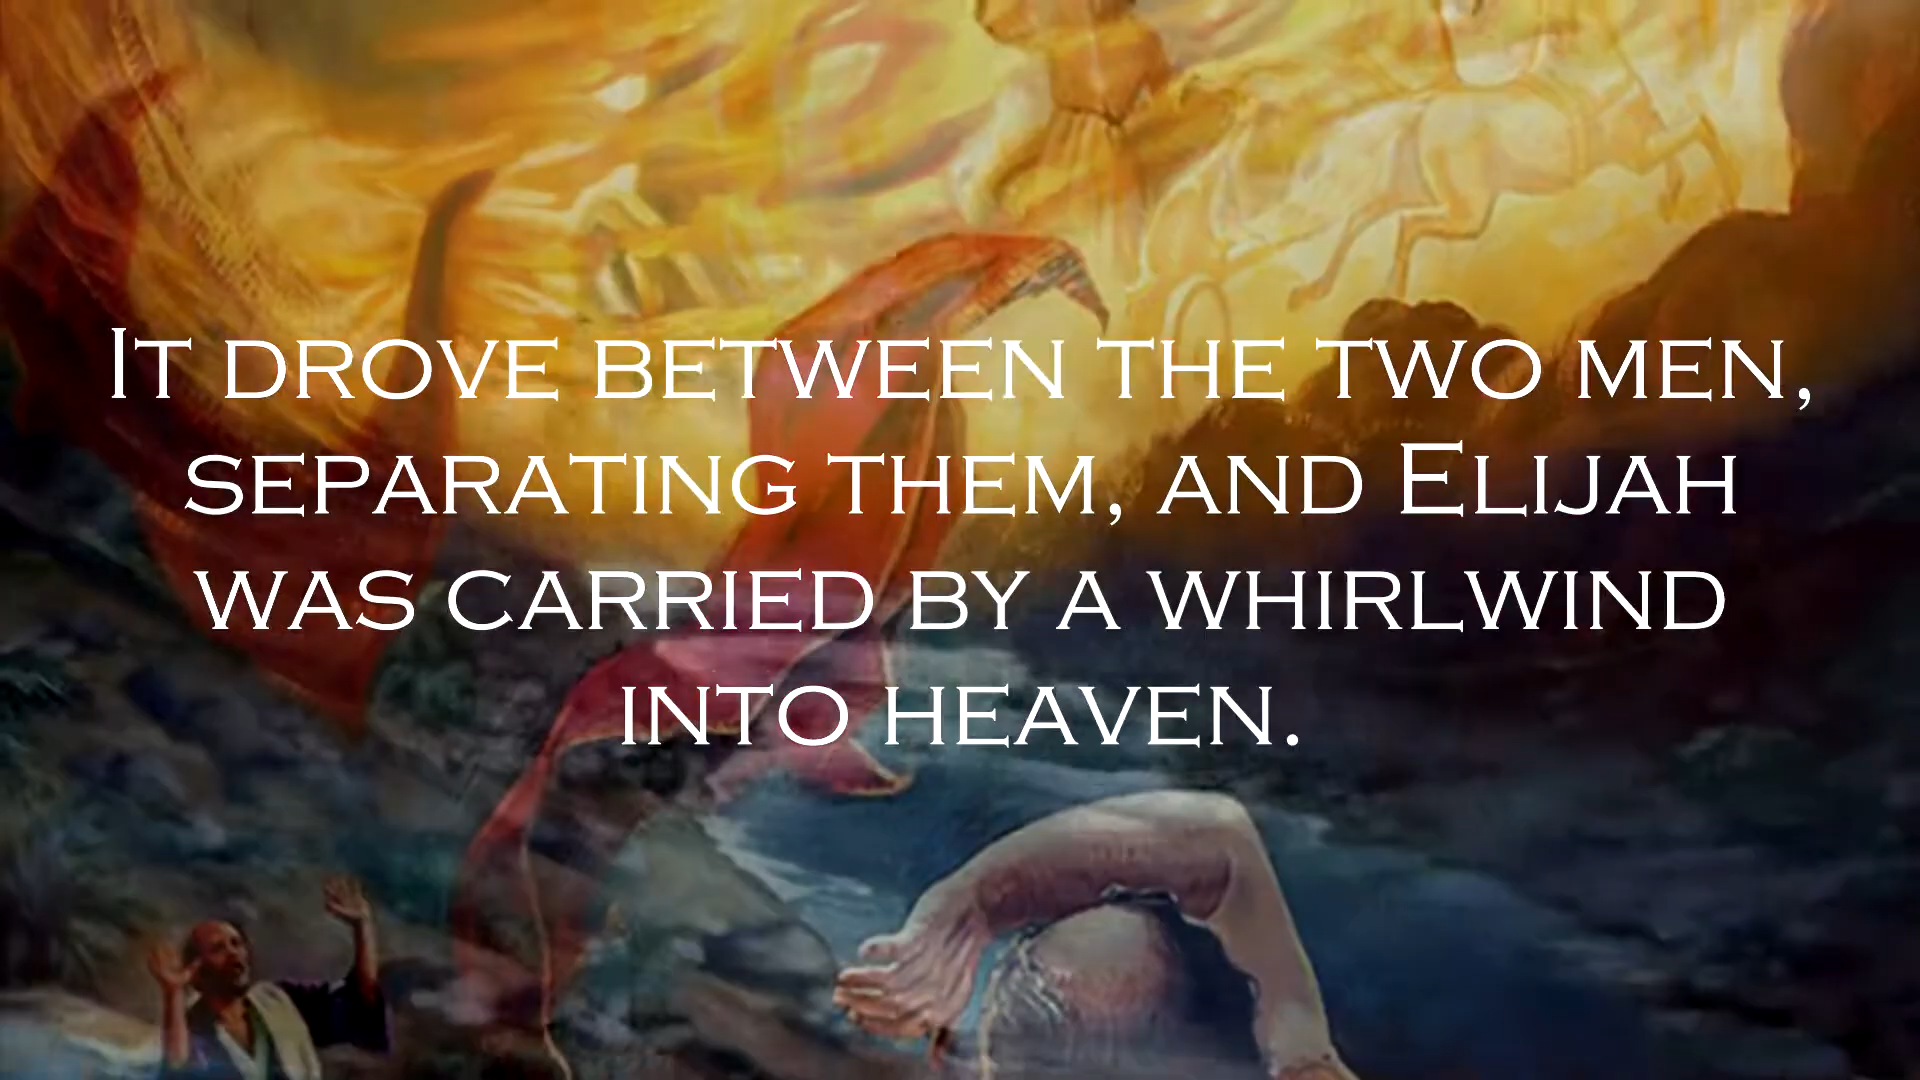 It drove between the two men,
separating them, and Elijah
was carried by a whirlwind
into heaven.